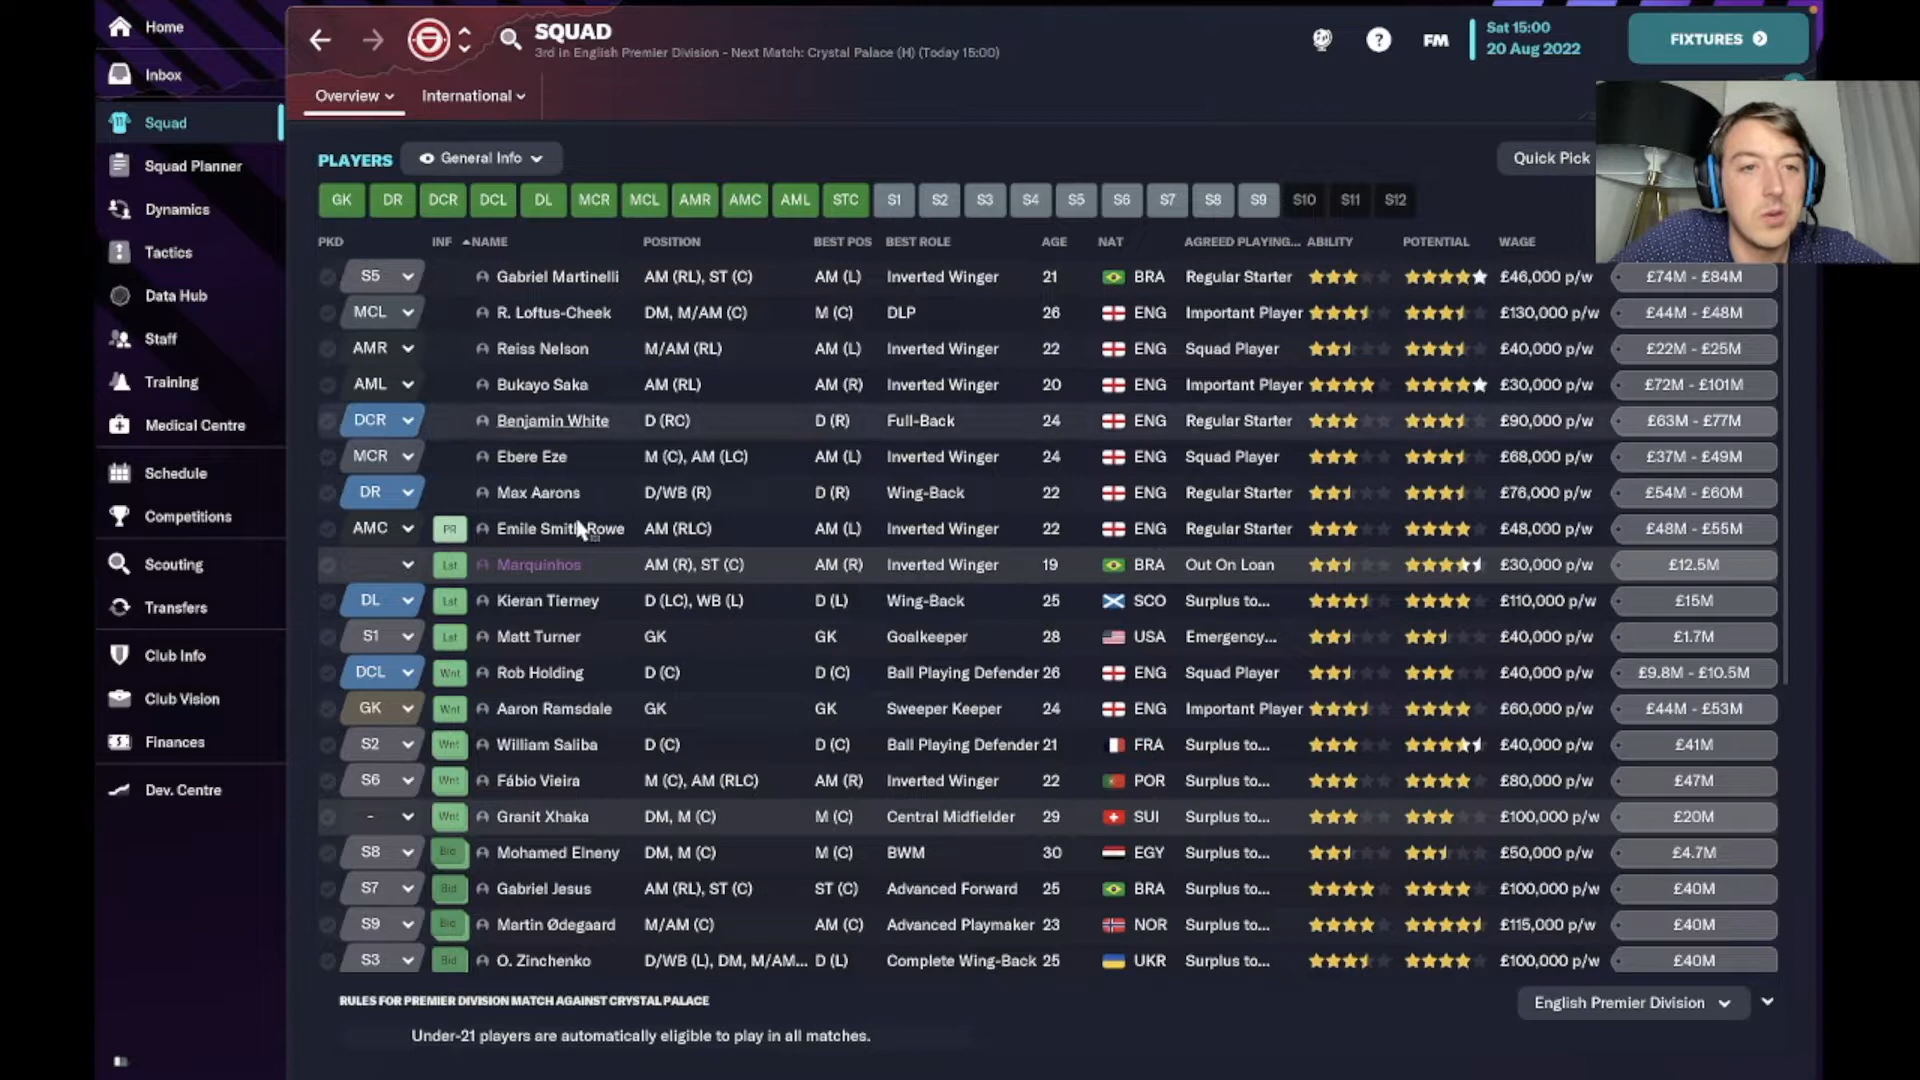 Home
SQUAD
3rd in English Premier Division - Next Match: Crystal Palace (H) (Today 15:00)
?
FM
Sat 15:00
20 Aug 2022
FIXTURES
Inbox
Squad
Squad Planner
Dynamics
Tactics
Data Hub
Staff
Training
Medical Centre
Schedule
Competitions
Scouting
Transfers
Club Info
Club Vision
Finances
Dev. Centre
Overview International
PLAYERS General Info Quick Pick
GK DR DCR DCL DL MCR MCL AMR AMC AML STC S1 S2 S3 S4 S5 S6 S7 S8 S9 S10 S11 S12
PKD INF NAME POSITION BEST POS BEST ROLE AGE NAT AGREED PLAYING... ABILITY POTENTIAL WAGE
S5 Gabriel Martinelli AM (RL), ST (C) AM (L) Inverted Winger 21 BRA Regular Starter £46,000 p/w £74M - £84M
MCL R. Loftus-Cheek DM, M/AM (C) M (C) DLP 26 ENG Important Player £130,000 p/w £44M - £48M
AMR Reiss Nelson M/AM (RL) AM (L) Inverted Winger 22 ENG Squad Player £40,000 p/w £22M - £25M
AML Bukayo Saka AM (RL) AM (R) Inverted Winger 20 ENG Important Player £30,000 p/w £72M - £101M
DCR Benjamin White D (RC) D (R) Full-Back 24 ENG Regular Starter £90,000 p/w £63M - £77M
MCR Ebere Eze M (C), AM (LC) AM (L) Inverted Winger 24 ENG Squad Player £68,000 p/w £37M - £49M
DR Max Aarons D/WB (R) D (R) Wing-Back 22 ENG Regular Starter £76,000 p/w £54M - £60M
AMC PR Emile Smith Rowe AM (RLC) AM (L) Inverted Winger 22 ENG Regular Starter £48,000 p/w £48M - £55M
Lst Marquinhos AM (R), ST (C) AM (R) Inverted Winger 19 BRA Out On Loan £30,000 p/w £12.5M
DL Lst Kieran Tierney D (LC), WB (L) D (L) Wing-Back 25 SCO Surplus to... £110,000 p/w £15M
S1 Lst Matt Turner GK GK Goalkeeper 28 USA Emergency... £40,000 p/w £1.7M
DCL Wnt Rob Holding D (C) D (C) Ball Playing Defender 26 ENG Squad Player £40,000 p/w £9.8M - £10.5M
GK Wnt Aaron Ramsdale GK GK Sweeper Keeper 24 ENG Important Player £60,000 p/w £44M - £53M
S2 Wnt William Saliba D (C) D (C) Ball Playing Defender 21 FRA Surplus to... £40,000 p/w £41M
S6 Wnt Fábio Vieira M (C), AM (RLC) AM (R) Inverted Winger 22 POR Surplus to... £80,000 p/w £47M
- Wnt Granit Xhaka DM, M (C) M (C) Central Midfielder 29 SUI Surplus to... £100,000 p/w £20M
S8 Bid Mohamed Elneny DM, M (C) M (C) BWM 30 EGY Surplus to... £50,000 p/w £4.7M
S7 Bid Gabriel Jesus AM (RL), ST (C) ST (C) Advanced Forward 25 BRA Surplus to... £100,000 p/w £40M
S9 Bid Martin Ødegaard M/AM (C) AM (C) Advanced Playmaker 23 NOR Surplus to... £115,000 p/w £40M
S3 Bid O. Zinchenko D/WB (L), DM, M/AM... D (L) Complete Wing-Back 25 UKR Surplus to... £100,000 p/w £40M
RULES FOR PREMIER DIVISION MATCH AGAINST CRYSTAL PALACE
English Premier Division
Under-21 players are automatically eligible to play in all matches.